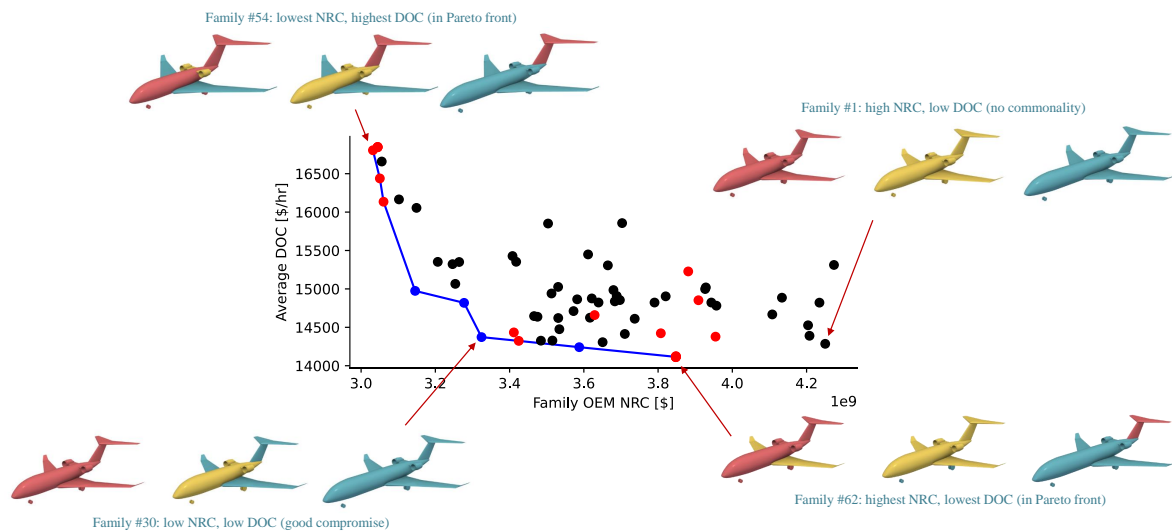 Family #54: lowest NRC, highest DOC (in Pareto front)
Family #1: high NRC, low DOC (no commonality)
16500
16000
15500
15000
14500
14000
Average DOC [$/hr]
3.0 3.2 3.4 3.6 3.8 4.0 4.2
1e9
Family OEM NRC [$]
Family #62: highest NRC, lowest DOC (in Pareto front)
Family #30: low NRC, low DOC (good compromise)